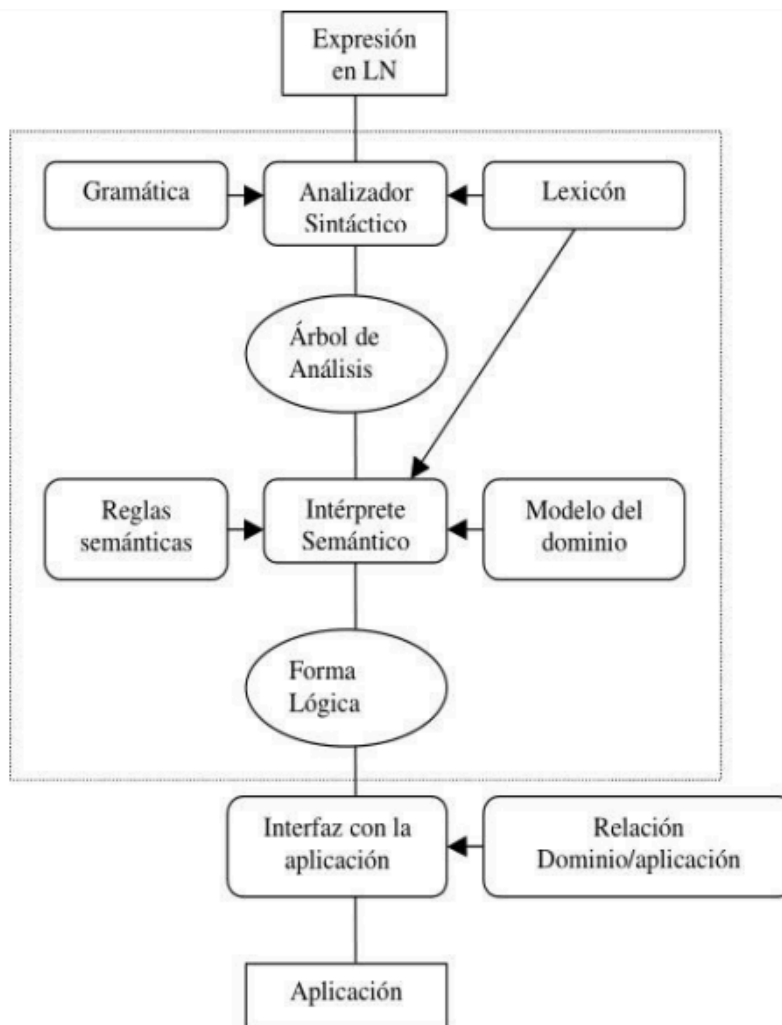 Expresión
en LN
Gramática
Analizador
Sintáctico
Lexicón
Árbol de
Análisis
Reglas
semánticas
Intérprete
Semántico
Modelo del
dominio
Forma
Lógica
Interfaz con la
aplicación
Relación
Dominio/aplicación
Aplicación